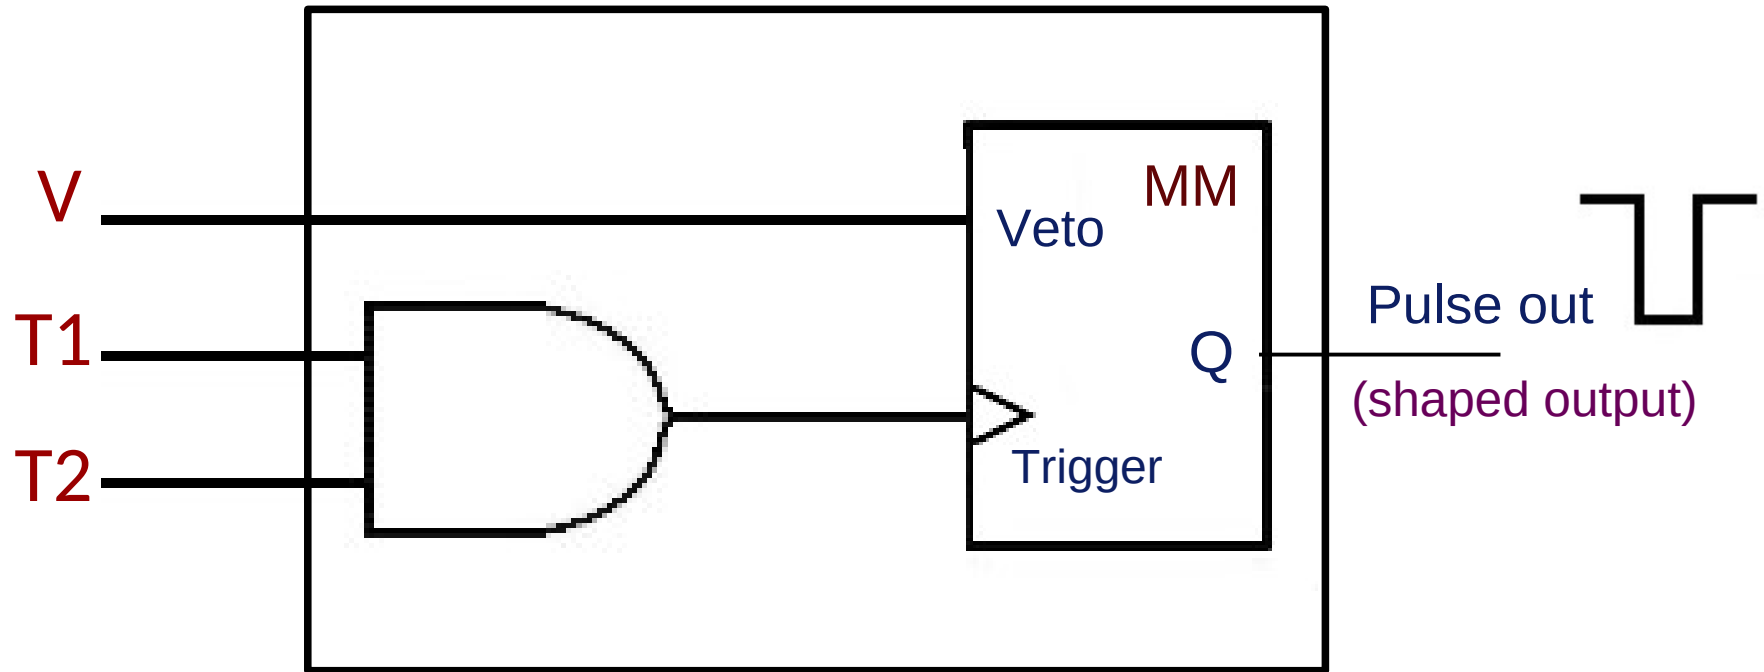 V
T1
T2
MM
Veto
Q
Trigger
Pulse out
(shaped output)